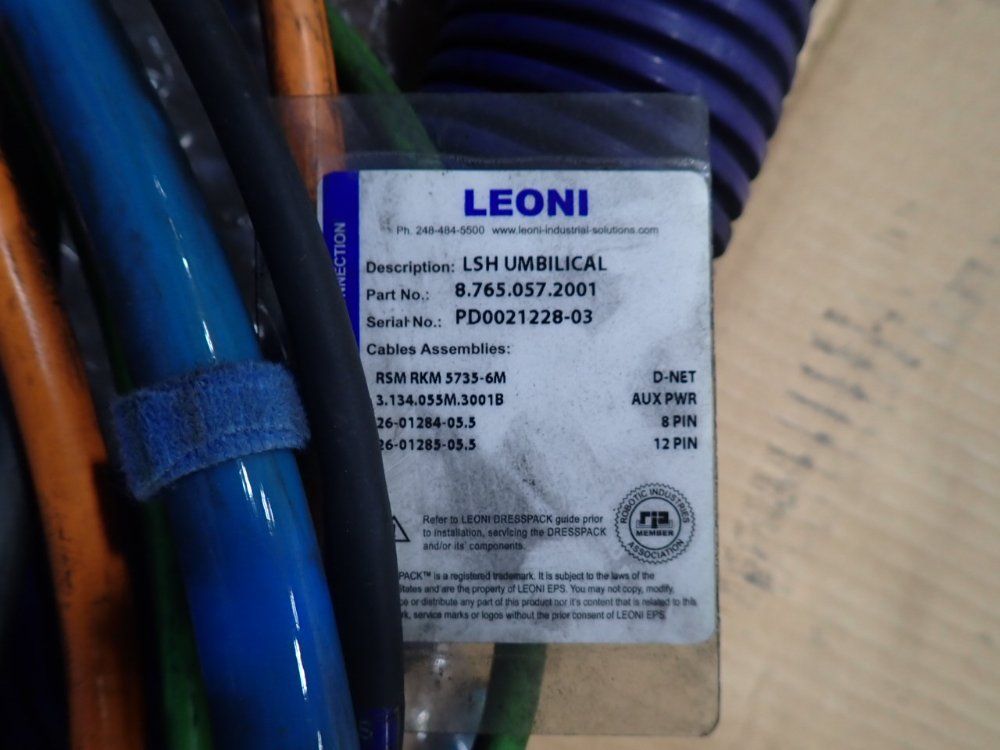 LEONI
Ph. 248-484-5500 www.leoni-industrial-solutions.com
NNECTION
Description: LSH UMBILICAL
Part No.: 8.765.057.2001
Serial No.: PD0021228-03
Cables Assemblies:
RSM RKM 5735-6M D-NET
3.134.055M.3001B AUX PWR
26-01284-05.5 8 PIN
26-01285-05.5 12 PIN
Refer to LEONI DRESSPACK guide prior
to installation, servicing the DRESSPACK
and/or its' components.
ROBOTIC INDUSTRIES
ria
MEMBER
ASSOCIATION
PACK™ is a registered trademark. It is subject to the laws of the
States and are the property of LEONI EPS. You may not copy, modify,
or distribute any part of this product nor it's content that is related to this
service marks or logos without the prior consent of LEONI EPS.